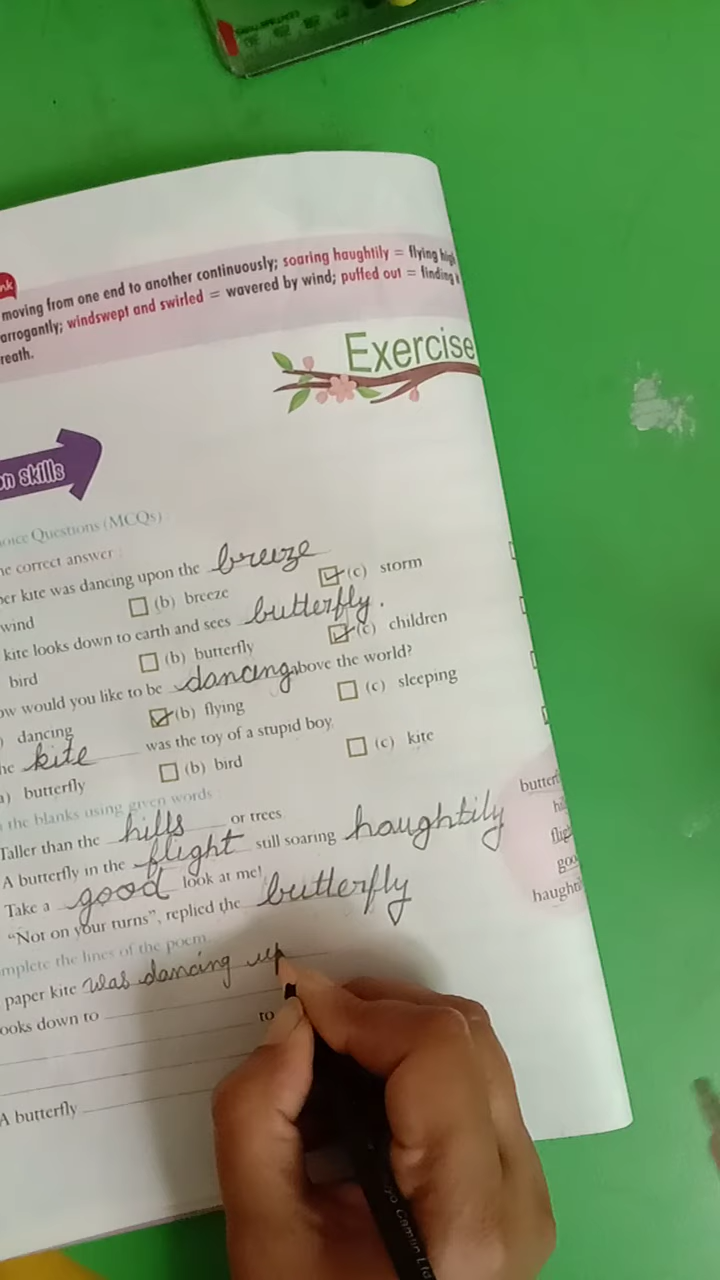 moving from one end to another continuously; soaring haughtily = flying high
arrogantly; windswept and swirled = wavered by wind; puffed out = finding
reath.
Exercise
on skills
oice Questions (MCQs)
he correct answer
per kite was dancing upon the breeze
wind (b) breeze (c) storm
kite looks down to earth and sees butterfly.
bird (b) butterfly (c) children
ow would you like to be dancing above the world?
) dancing (b) flying (c) sleeping
he kite was the toy of a stupid boy.
a) butterfly (b) bird (c) kite
the blanks using given words
Taller than the hills or trees
A butterfly in the flight still soaring haughtily
Take a good look at me!
"Not on your turns", replied the butterfly
butterf
hi
flig
goo
haughti
mplete the lines of the poem.
paper kite was dancing up
ooks down to
to
A butterfly